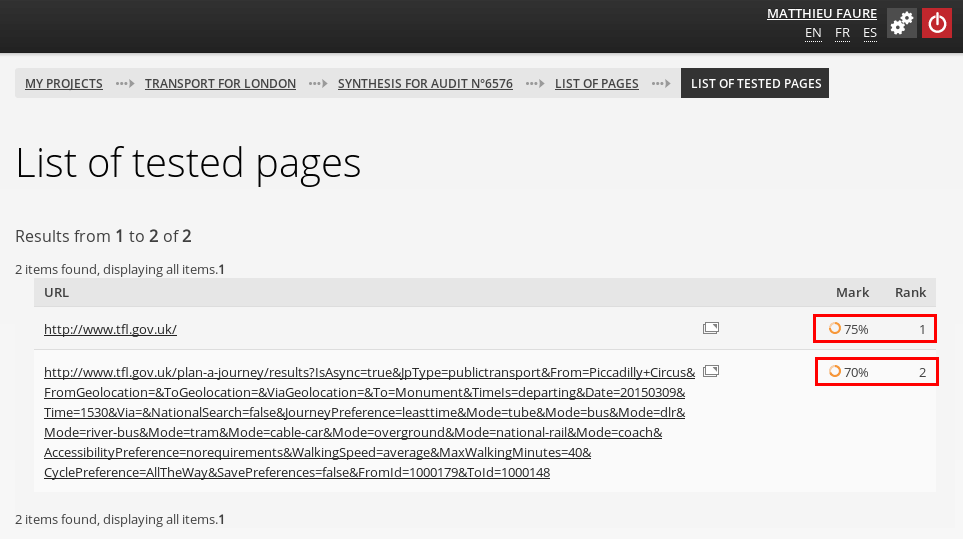 MATTHIEU FAURE
EN FR ES
MY PROJECTS TRANSPORT FOR LONDON SYNTHESIS FOR AUDIT N°6576 LIST OF PAGES LIST OF TESTED PAGES
List of tested pages
Results from 1 to 2 of 2
2 items found, displaying all items.1
URL Mark Rank
http://www.tfl.gov.uk/ 75% 1
http://www.tfl.gov.uk/plan-a-journey/results?IsAsync=true&JpType=publictransport&From=Piccadilly+Circus& 70% 2
FromGeolocation=&ToGeolocation=&ViaGeolocation=&To=Monument&TimeIs=departing&Date=20150309&
Time=1530&Via=&NationalSearch=false&JourneyPreference=leasttime&Mode=tube&Mode=bus&Mode=dlr&
Mode=river-bus&Mode=tram&Mode=cable-car&Mode=overground&Mode=national-rail&Mode=coach&
AccessibilityPreference=norequirements&WalkingSpeed=average&MaxWalkingMinutes=40&
CyclePreference=AllTheWay&SavePreferences=false&FromId=1000179&ToId=1000148
2 items found, displaying all items.1